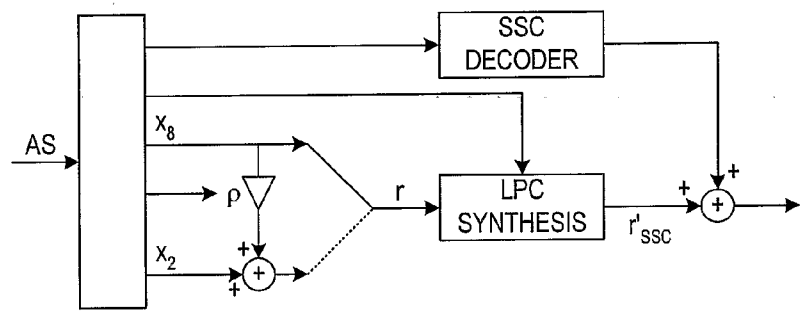 SSC
DECODER
AS
x8
ρ
r
LPC
SYNTHESIS
r'SSC
x2
+
+
+
+
+
+